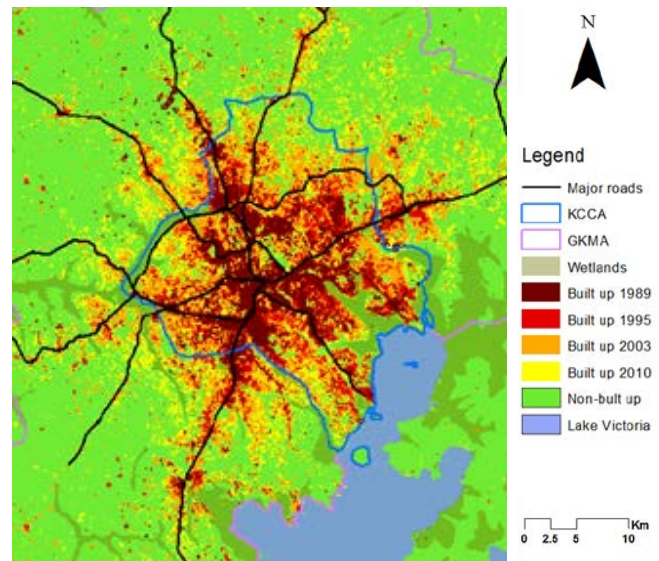 N
Legend
Major roads
KCCA
GKMA
Wetlands
Built up 1989
Built up 1995
Built up 2003
Built up 2010
Non-bult up
Lake Victoria
Km
0 2.5 5 10